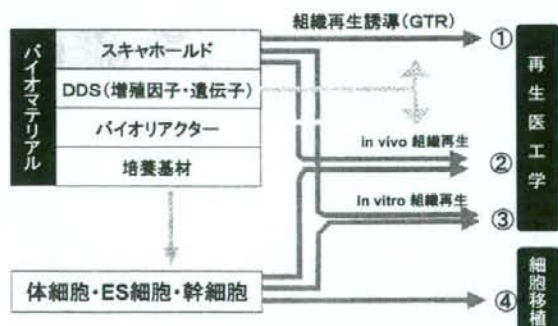 バイオマテリアル
スキャホールド
DDS(増殖因子・遺伝子)
バイオリアクター
培養基材
体細胞・ES細胞・幹細胞
組織再生誘導(GTR)
①
in vivo 組織再生
②
in vitro 組織再生
③
④
再生医工学
細胞移植